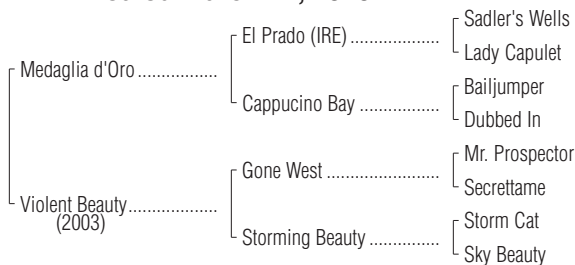 Sadler's Wells
El Prado (IRE) ....................
Lady Capulet
Medaglia d'Oro .................
Bailjumper
Cappucino Bay ..................
Dubbed In
Mr. Prospector
Gone West ........................
Secrettame
Violent Beauty...................
(2003)
Storm Cat
Storming Beauty ................
Sky Beauty